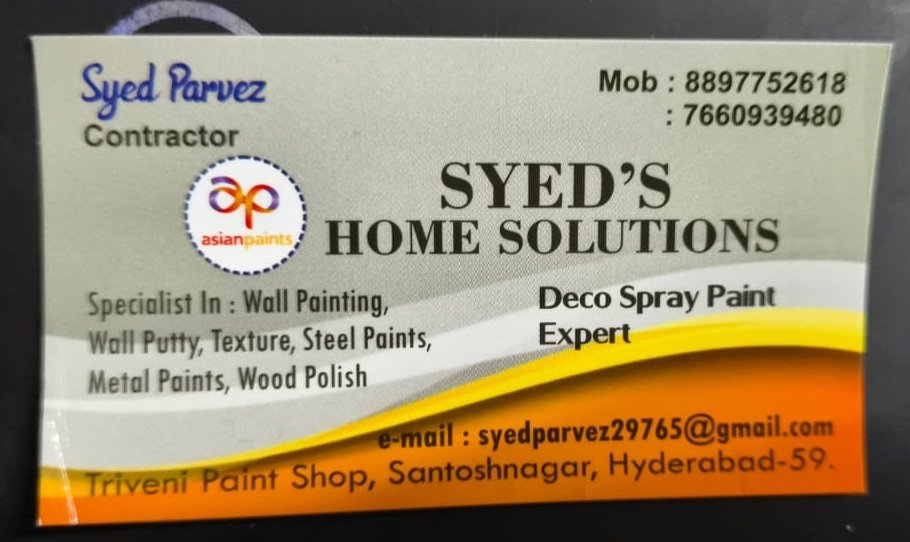 Syed Parvez
Contractor
Mob : 8897752618
: 7660939480
ap
asianpaints
SYED'S
HOME SOLUTIONS
Specialist In : Wall Painting,
Wall Putty, Texture, Steel Paints,
Metal Paints, Wood Polish
Deco Spray Paint
Expert
e-mail : syedparvez29765@gmail.com
Triveni Paint Shop, Santoshnagar, Hyderabad-59.